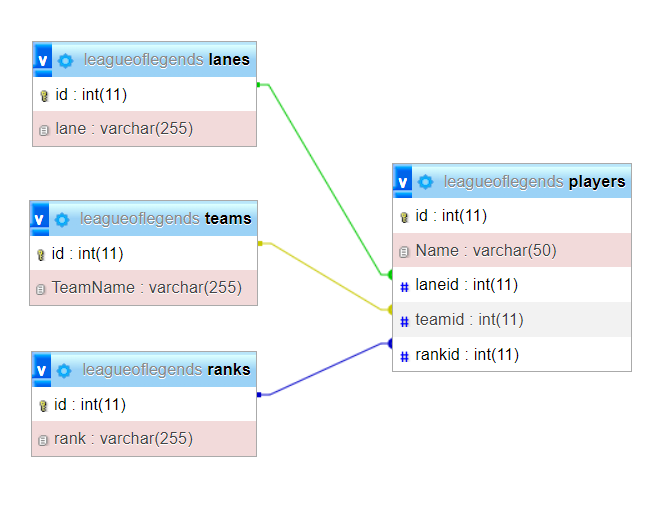 v leagueoflegends lanes
id : int(11)
lane : varchar(255)
v leagueoflegends teams
id : int(11)
TeamName : varchar(255)
v leagueoflegends ranks
id : int(11)
rank : varchar(255)
v leagueoflegends players
id : int(11)
Name : varchar(50)
# laneid : int(11)
# teamid : int(11)
# rankid : int(11)